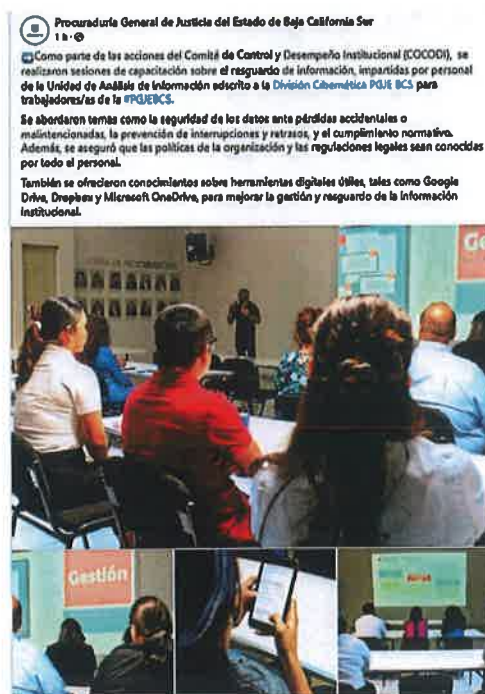 Procuraduría General de Justicia del Estado de Baja California Sur
1 h ·
Como parte de las acciones del Comité de Control y Desempeño Institucional (COCODI), se
realizaron sesiones de capacitación sobre el resguardo de información, impartidas por personal
de la Unidad de Análisis de información adscrito a la División Cibernética PGJE BCS para
trabajadores/as de la #PGJEBCS.
Se abordaron temas como la seguridad de los datos ante pérdidas accidentales o
malintencionadas, la prevención de interrupciones y retrasos, y el cumplimiento normativo.
Además, se aseguró que las políticas de la organización y las regulaciones legales sean conocidas
por todo el personal.
También se ofrecieron conocimientos sobre herramientas digitales útiles, tales como Google
Drive, Dropbox y Microsoft OneDrive, para mejorar la gestión y resguardo de la información
institucional.
Ge
Gestión